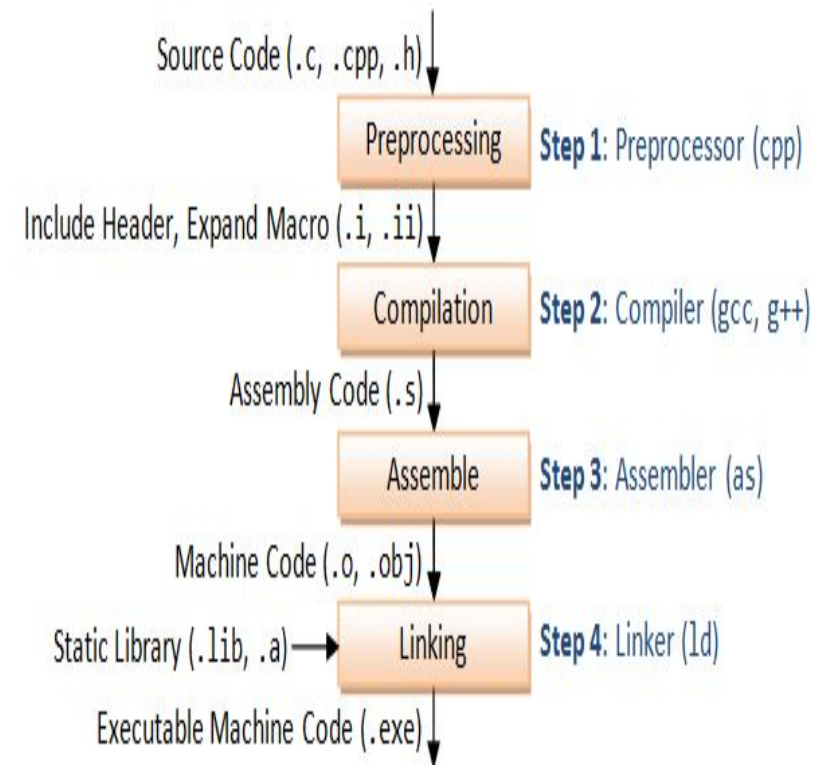 Source Code (.c, .cpp, .h)
Preprocessing
Step 1: Preprocessor (cpp)
Include Header, Expand Macro (.i, .ii)
Compilation
Step 2: Compiler (gcc, g++)
Assembly Code (.s)
Assemble
Step 3: Assembler (as)
Machine Code (.o, .obj)
Static Library (.lib, .a)
Linking
Step 4: Linker (ld)
Executable Machine Code (.exe)